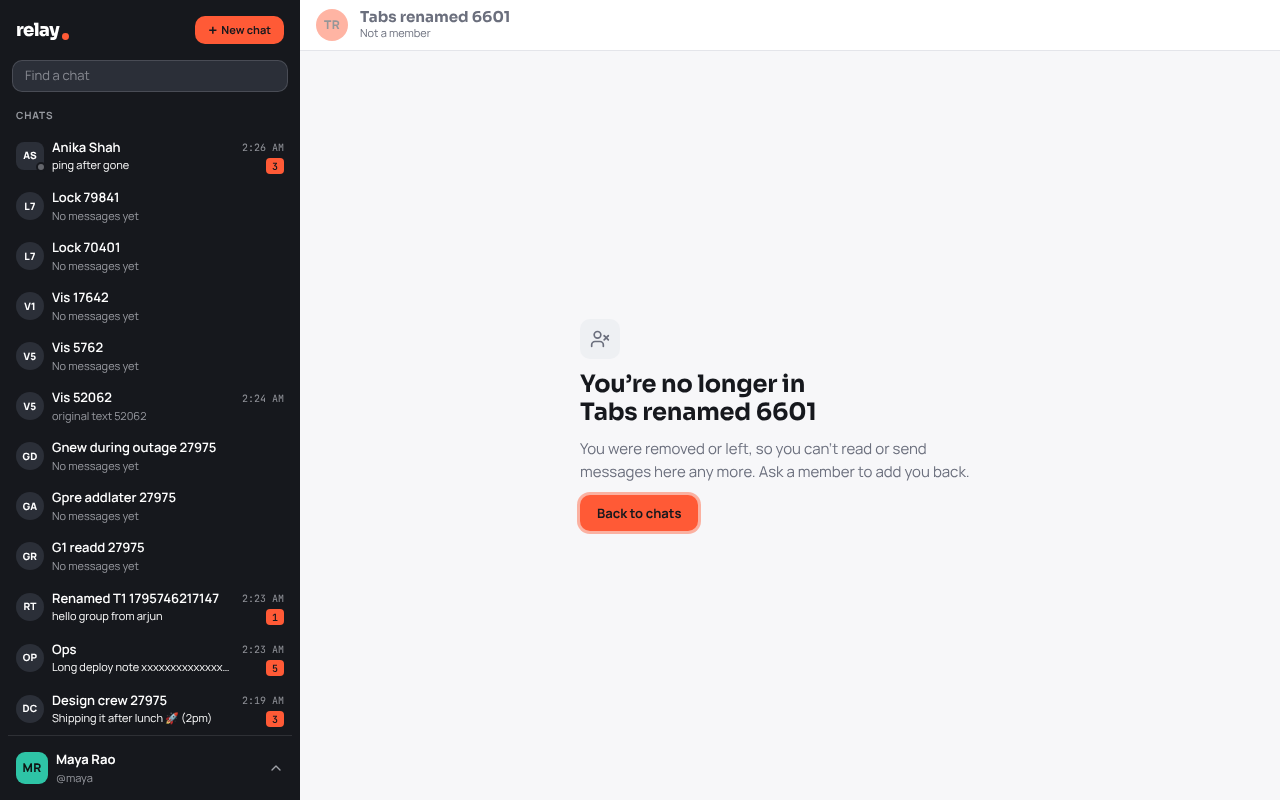 relay
+ New chat
Find a chat
CHATS
AS
Anika Shah
2:26 AM
ping after gone
3
L7
Lock 79841
No messages yet
L7
Lock 70401
No messages yet
V1
Vis 17642
No messages yet
V5
Vis 5762
No messages yet
V5
Vis 52062
2:24 AM
original text 52062
GD
Gnew during outage 27975
No messages yet
GA
Gpre addlater 27975
No messages yet
GR
G1 readd 27975
No messages yet
RT
Renamed T1 1795746217147
2:23 AM
hello group from arjun
1
OP
Ops
2:23 AM
Long deploy note xxxxxxxxxxxxxx…
5
DC
Design crew 27975
2:19 AM
Shipping it after lunch 🚀 (2pm)
3
MR
Maya Rao
@maya
TR
Tabs renamed 6601
Not a member
You’re no longer in
Tabs renamed 6601
You were removed or left, so you can’t read or send
messages here any more. Ask a member to add you back.
Back to chats